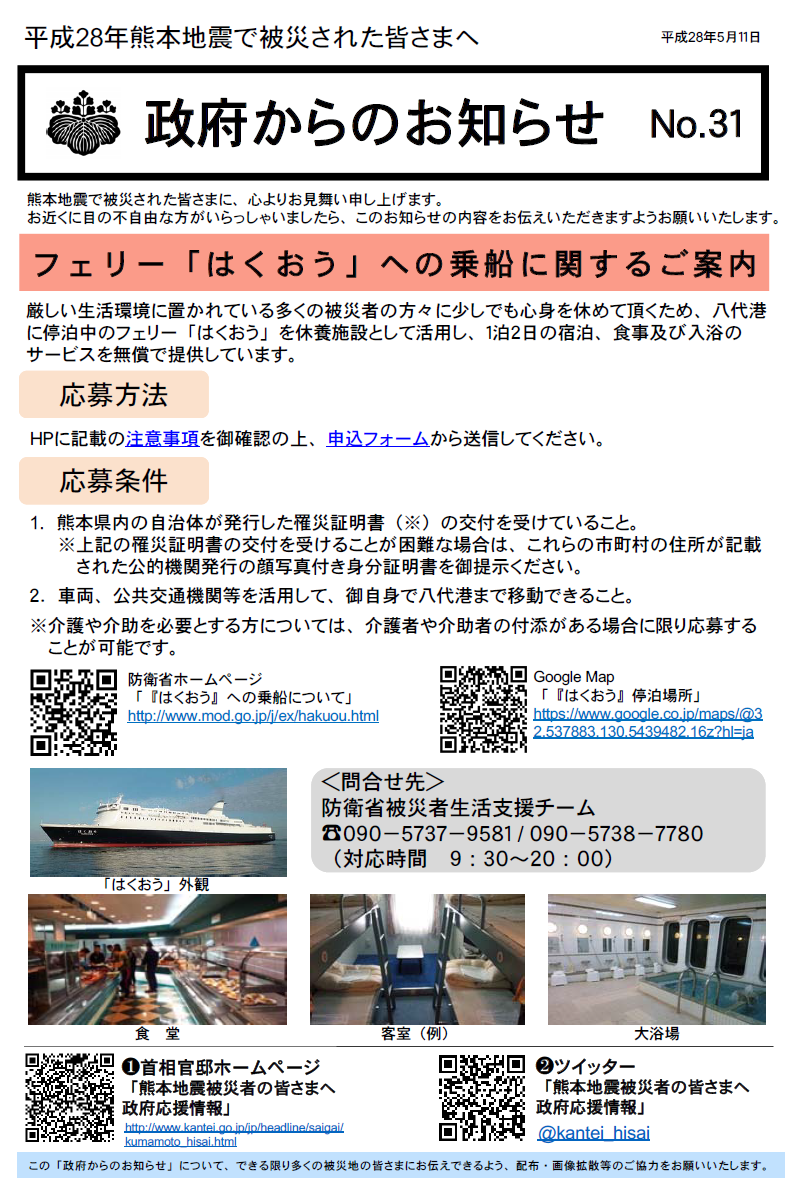 平成28年熊本地震で被災された皆さまへ
平成28年5月11日
政府からのお知らせ No.31
熊本地震で被災された皆さまに、心よりお見舞い申し上げます。
お近くに目の不自由な方がいらっしゃいましたら、このお知らせの内容をお伝えいただきますようお願いいたします。
フェリー「はくおう」への乗船に関するご案内
厳しい生活環境に置かれている多くの被災者の方々に少しでも心身を休めて頂くため、八代港
に停泊中のフェリー「はくおう」を休養施設として活用し、1泊2日の宿泊、食事及び入浴の
サービスを無償で提供しています。
応募方法
HPに記載の注意事項を御確認の上、申込フォームから送信してください。
応募条件
1. 熊本県内の自治体が発行した罹災証明書（※）の交付を受けていること。
※上記の罹災証明書の交付を受けることが困難な場合は、これらの市町村の住所が記載
された公的機関発行の顔写真付き身分証明書を御提示ください。
2. 車両、公共交通機関等を活用して、御自身で八代港まで移動できること。
※介護や介助を必要とする方については、介護者や介助者の付添がある場合に限り応募する
ことが可能です。
防衛省ホームページ
「『はくおう』への乗船について」
http://www.mod.go.jp/j/ex/hakuou.html
Google Map
「『はくおう』停泊場所」
https://www.google.co.jp/maps/@3
2.537883,130.5439482,16z?hl=ja
＜問合せ先＞
防衛省被災者生活支援チーム
☎090－5737－9581 / 090－5738－7780
（対応時間　9：30～20：00）
「はくおう」外観
食　堂
客室（例）
大浴場
❶首相官邸ホームページ
「熊本地震被災者の皆さまへ
政府応援情報」
http://www.kantei.go.jp/jp/headline/saigai/
kumamoto_hisai.html
❷ツイッター
「熊本地震被災者の皆さまへ
政府応援情報」
@kantei_hisai
この「政府からのお知らせ」について、できる限り多くの被災地の皆さまにお伝えできるよう、配布・画像拡散等のご協力をお願いいたします。